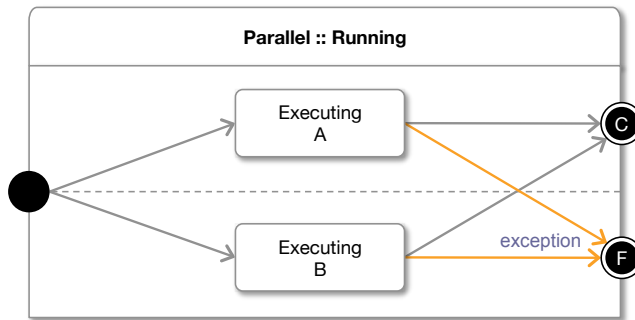 Parallel :: Running
Executing
A
C
Executing
B
exception
F